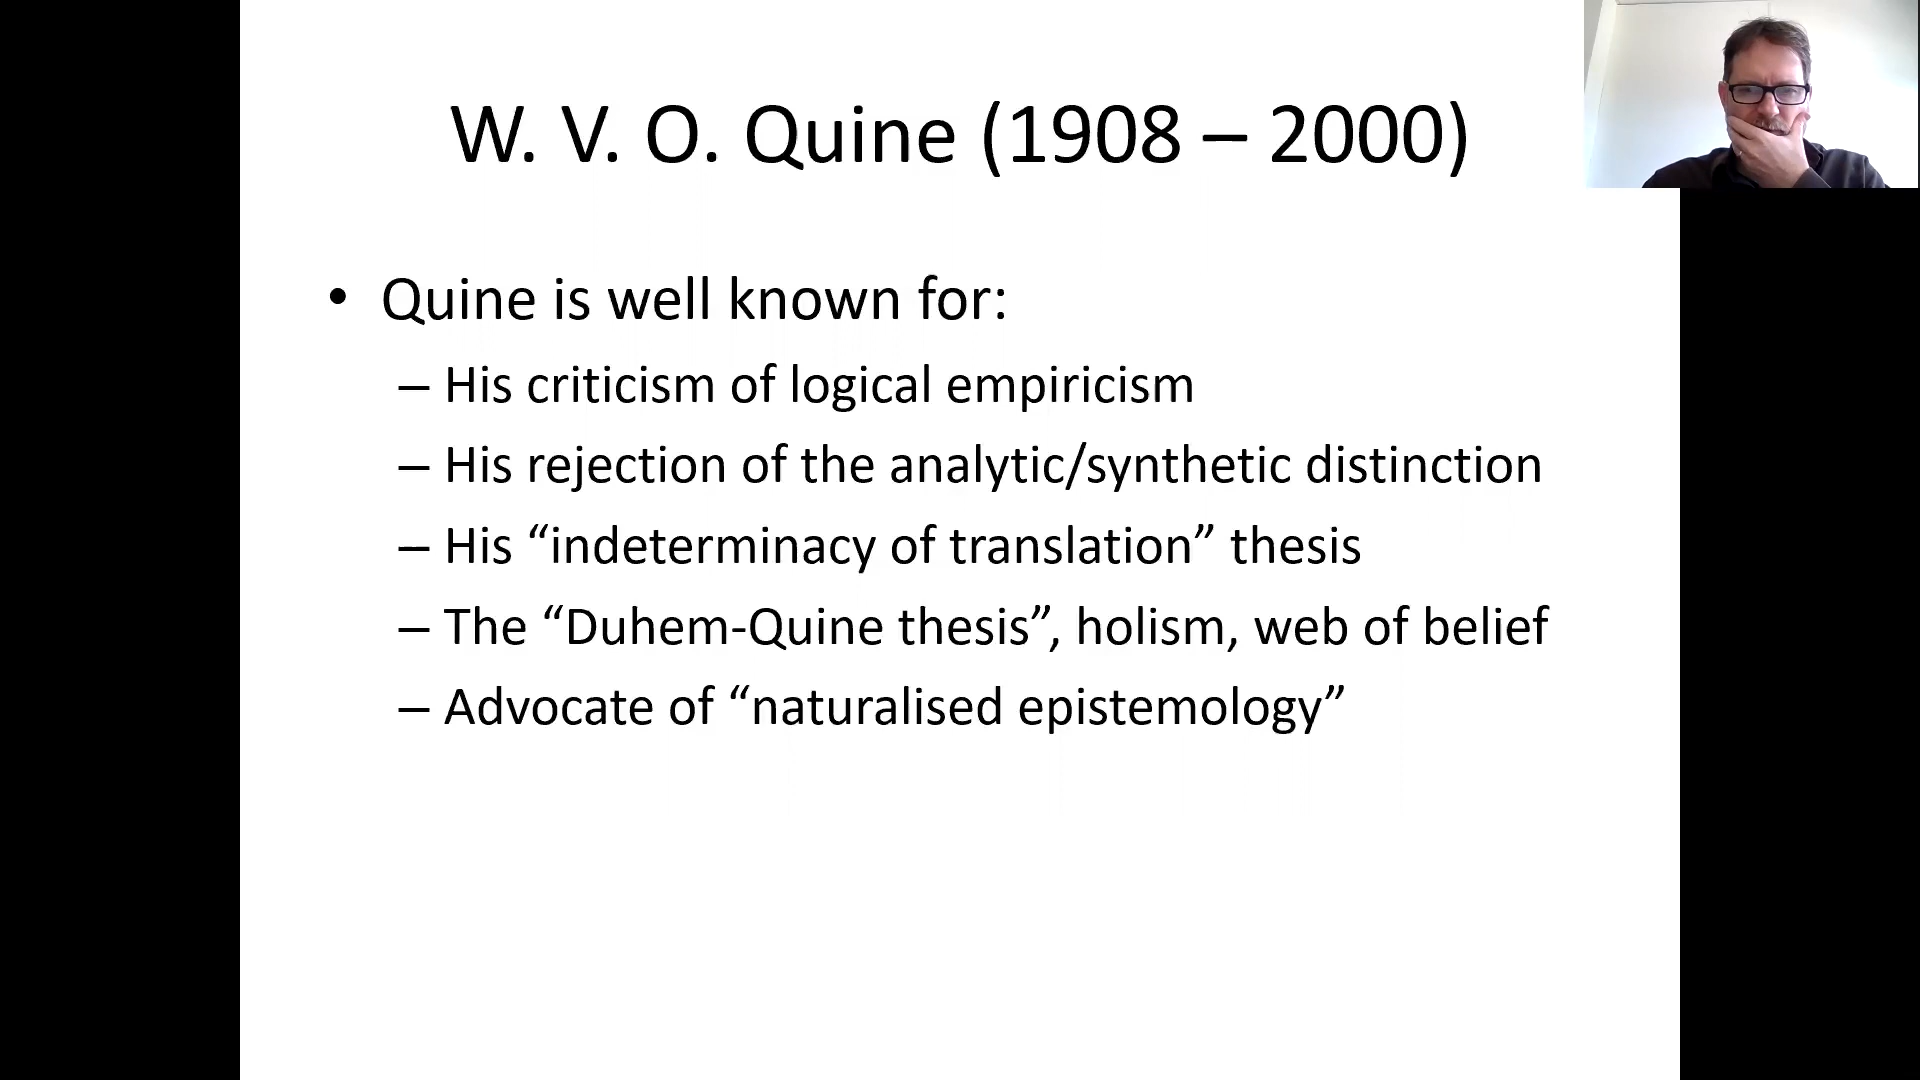 W. V. O. Quine (1908 – 2000)
• Quine is well known for:
– His criticism of logical empiricism
– His rejection of the analytic/synthetic distinction
– His “indeterminacy of translation” thesis
– The “Duhem-Quine thesis”, holism, web of belief
– Advocate of “naturalised epistemology”